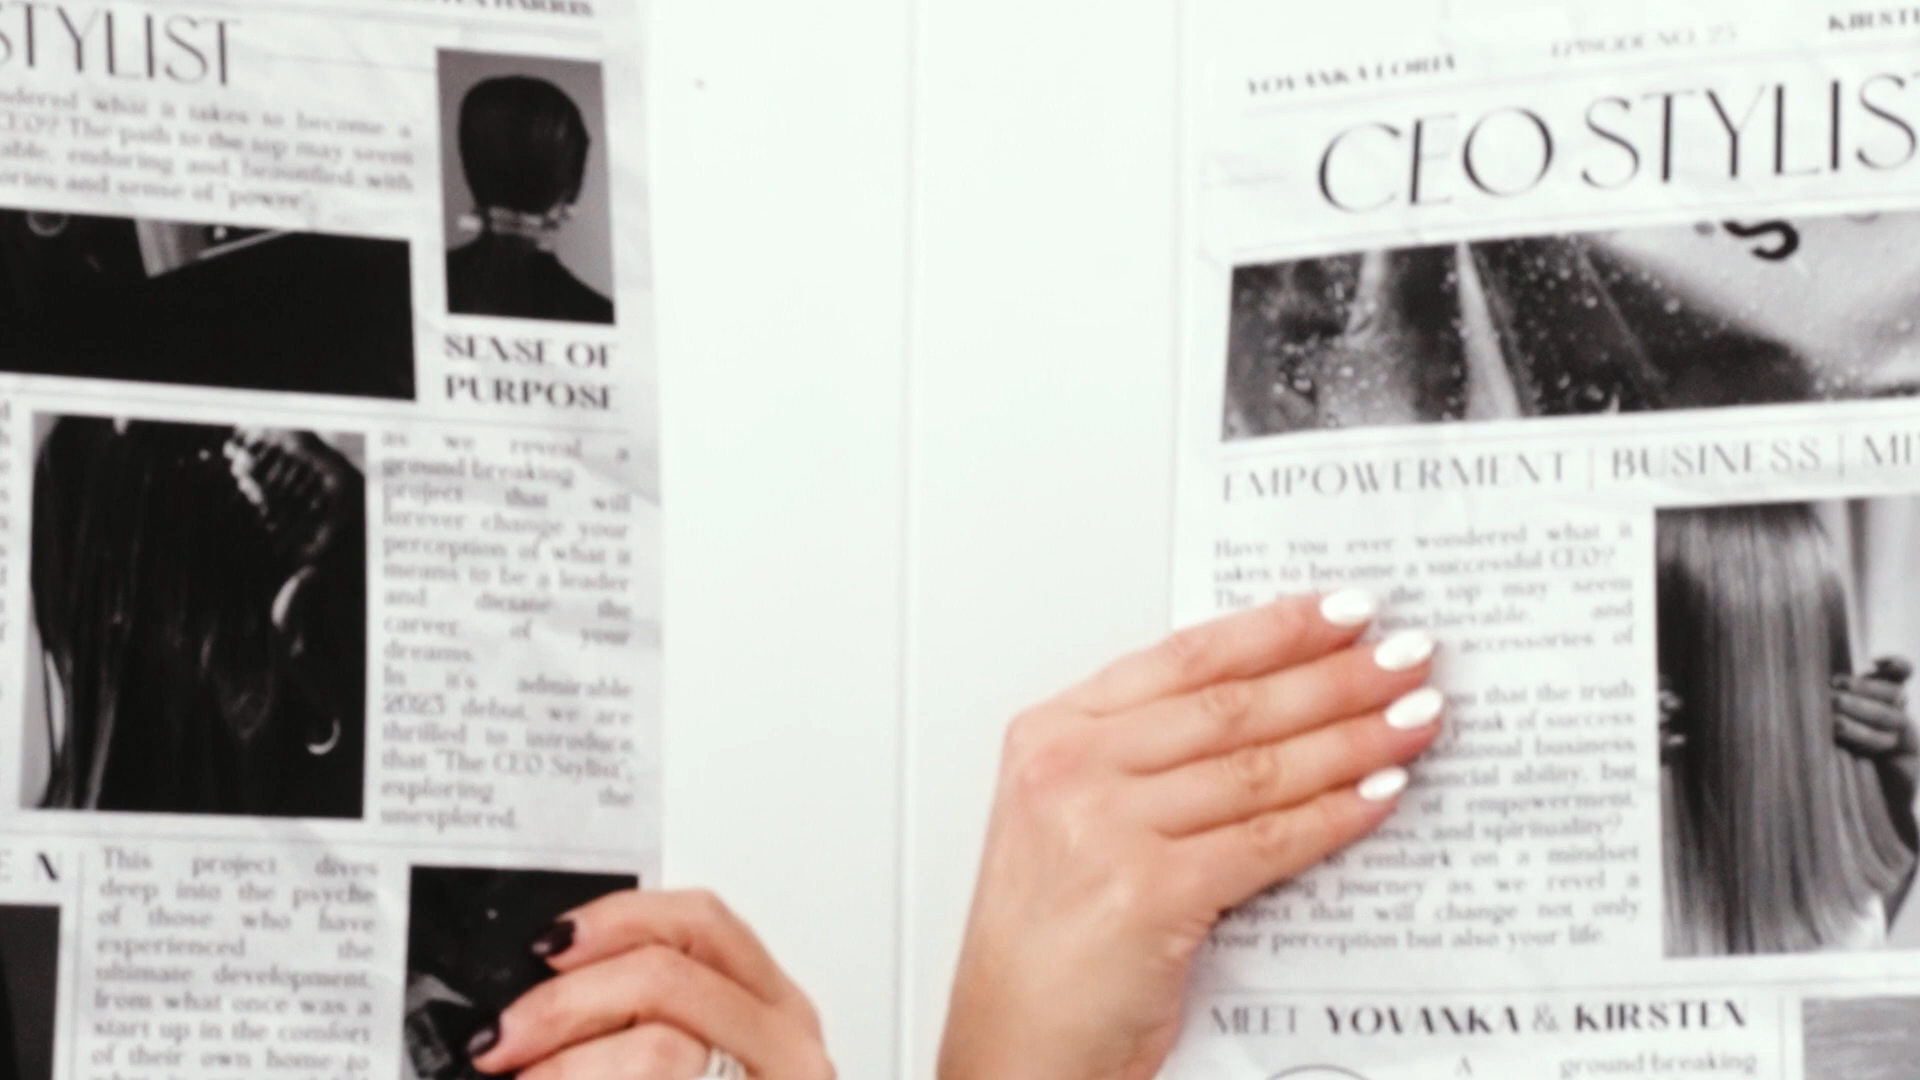 STYLIST
what it takes to become a
CEO? The path to the top may seem
enduring and beautified with
and sense of "power".
SENSE OF
PURPOSE
as we reveal a
ground breaking
project that will
forever change your
perception of what it
means to be a leader
and dictate the
career of your
dreams.
In it's admirable
2023 debut, we are
thrilled to introduce
that "The CEO Stylist",
exploring the
unexplored.
E N
This project dives
deep into the psyche
of those who have
experienced the
ultimate development,
from what once was a
start up in the comfort
of their own home to
YOVANKA LORIA
EPISODE NO. 25
CEO STYLIST
EMPOWERMENT | BUSINESS | MI
Have you ever wondered what it
takes to become a successful CEO?
The the top may seem
unachievable, and
accessories of
that the truth
peak of success
business
ability, but
of empowerment,
and spirituality?
embark on a mindset
journey as we revel a
project that will change not only
your perception but also your life.
MEET YOVANKA & KIRSTEN
A ground breaking